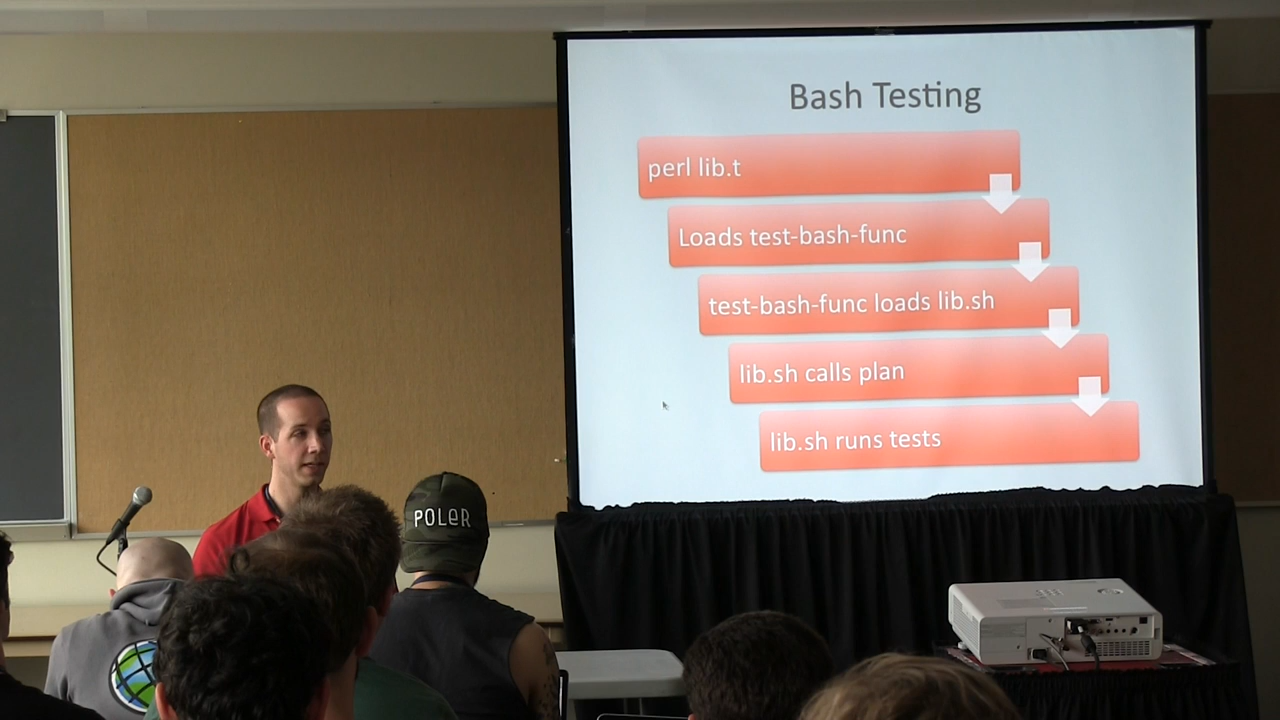 Bash Testing
perl lib.t
Loads test-bash-func
test-bash-func loads lib.sh
lib.sh calls plan
lib.sh runs tests
POLeR